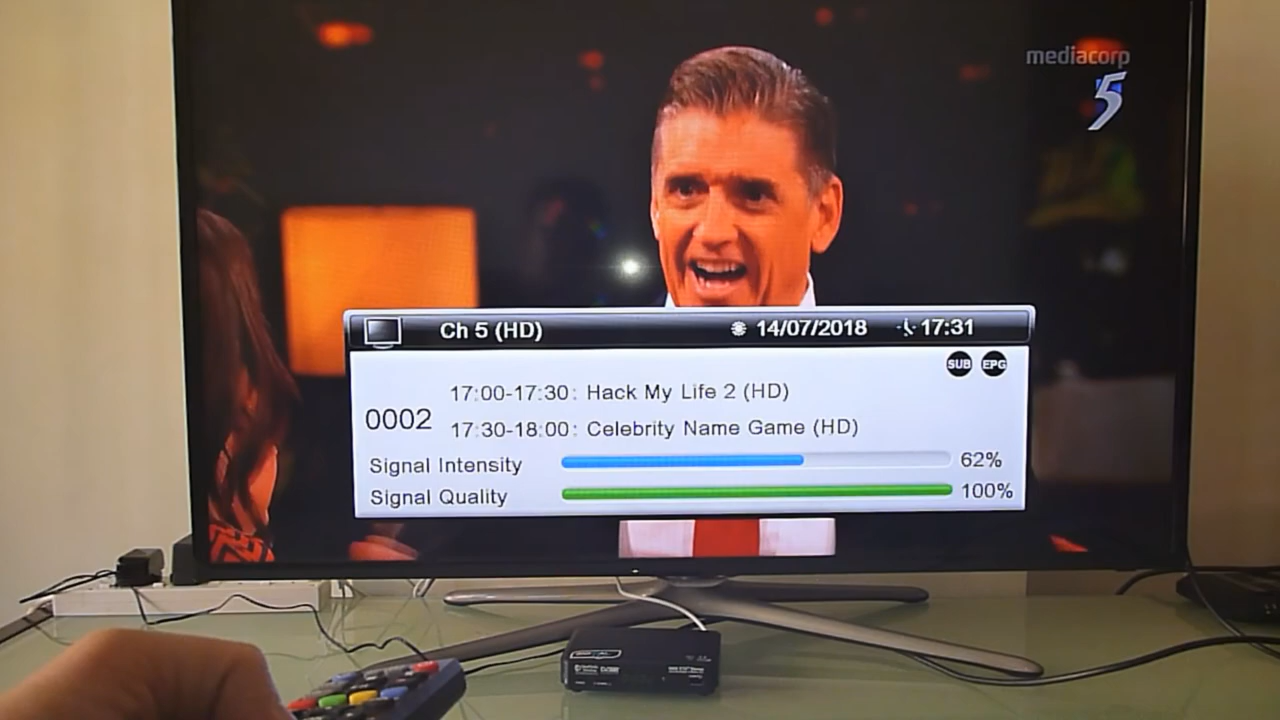 mediacorp
5
Ch 5 (HD) 14/07/2018 17:31
SUB EPG
17:00-17:30: Hack My Life 2 (HD)
0002
17:30-18:00: Celebrity Name Game (HD)
Signal Intensity 62%
Signal Quality 100%